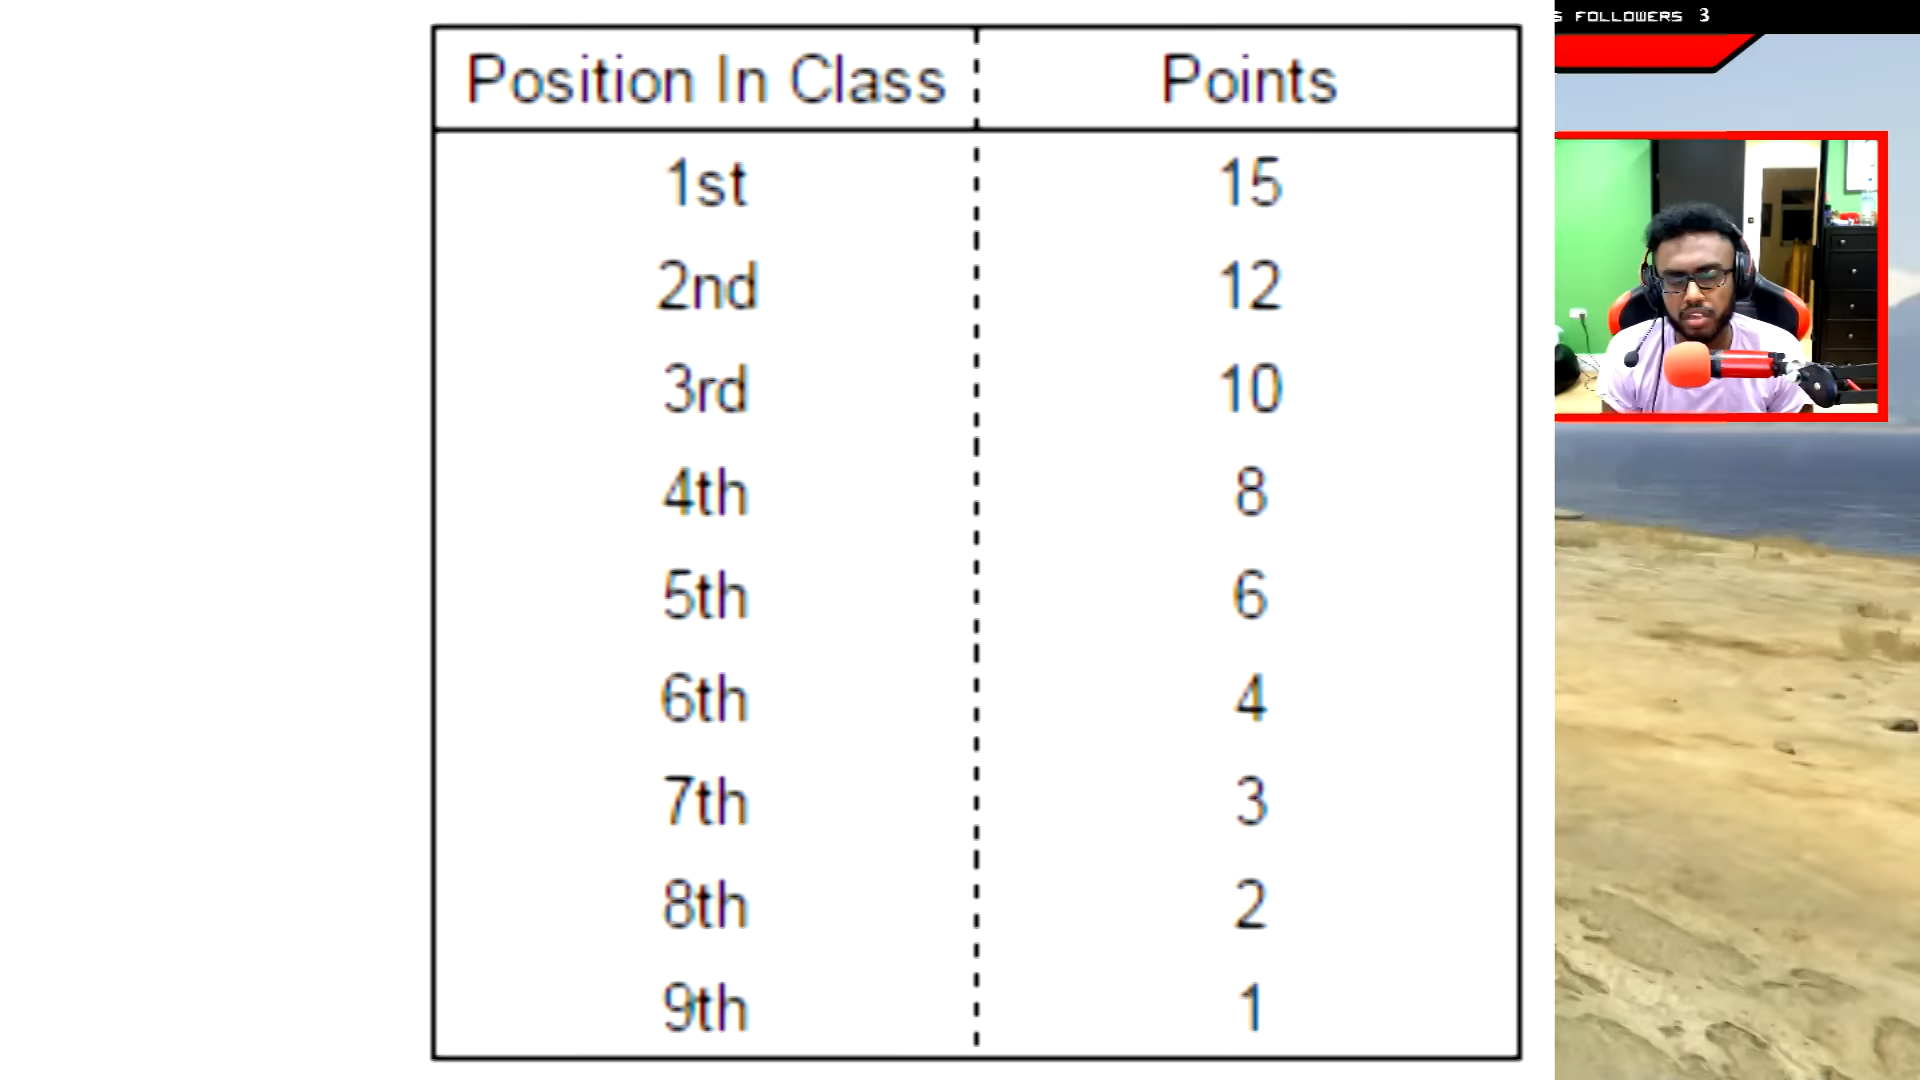 S FOLLOWERS 3
Position In Class Points
1st 15
2nd 12
3rd 10
4th 8
5th 6
6th 4
7th 3
8th 2
9th 1